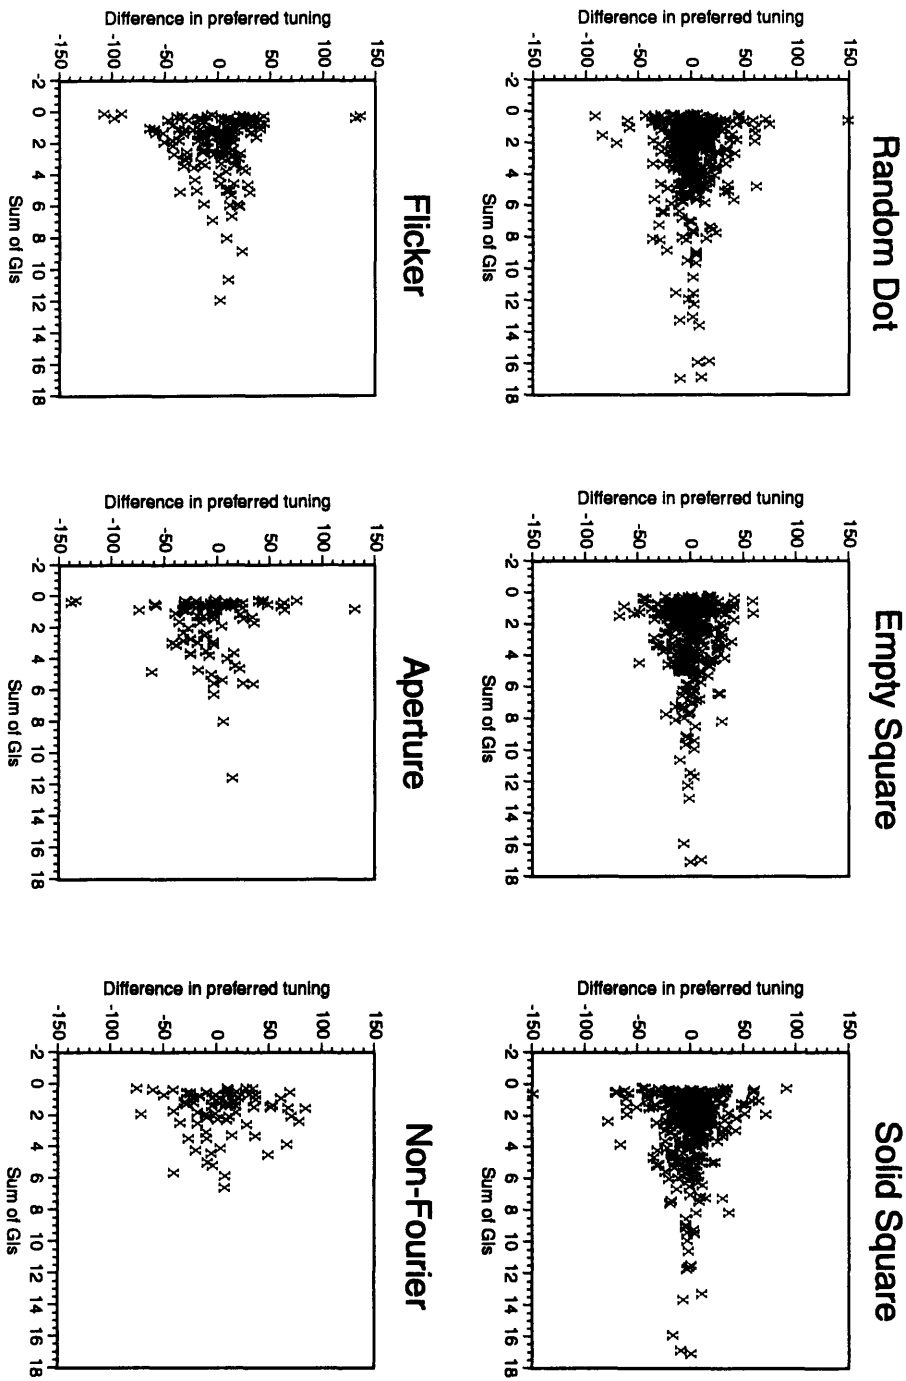 Random Dot
Difference in preferred tuning
150
100
50
0
-50
-100
-150
-2 0 2 4 6 8 10 12 14 16 18
Sum of GIs
Empty Square
Difference in preferred tuning
150
100
50
0
-50
-100
-150
-2 0 2 4 6 8 10 12 14 16 18
Sum of GIs
Solid Square
Difference in preferred tuning
150
100
50
0
-50
-100
-150
-2 0 2 4 6 8 10 12 14 16 18
Sum of GIs
Flicker
Difference in preferred tuning
150
100
50
0
-50
-100
-150
-2 0 2 4 6 8 10 12 14 16 18
Sum of GIs
Aperture
Difference in preferred tuning
150
100
50
0
-50
-100
-150
-2 0 2 4 6 8 10 12 14 16 18
Sum of GIs
Non-Fourier
Difference in preferred tuning
150
100
50
0
-50
-100
-150
-2 0 2 4 6 8 10 12 14 16 18
Sum of GIs